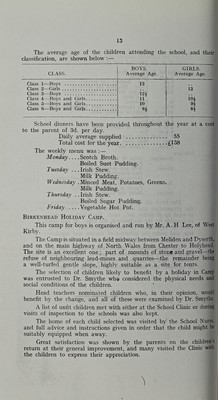 13
The average age of the children attending the school, and their
classification, are shown below :—
CLASS.
BOYS. Average Age.
GIRLS. Average Age.
Class 1—Boys 13
Class 2—Girls 13
Class 3—Boys 12½
Class 4—Boys and Girls 11
Class 5—Boys and Girls 10
Class 6—Boys and Girls
School dinners have been provided throughout the year at a cost
to the parent of 3d. per day.
Daily average supplied 55
Total cost for the year £158
The weekly menu was :—
Monday Scotch Broth.
Boiled Suet Pudding.
Tuesday Irish Stew.
Milk Pudding.
Wednesday Minced Meat, Potatoes, Greens.
Milk Pudding.
Thursday Irish Stew.
Boiled Sugar Pudding.
Friday Vegetable Hot Pot.
BIRKENHEAD HOLIDAY CAMP.
This camp for boys is organised and run by Mr. A. H. Lee, of West
Kirby.
The Camp is situated in a field midway between Meliden and Dyserth,
and on the main highway of North Wales from Chester to Holyhead.
The site is an excellent one; part of mounds of stone and gravel—the
refuse of neighbouring lead-mines and quarries—the remainder being
a well-turfed gentle slope, highly suitable as a site for tents.
The selection of children likely to benefit by a holiday in Camp
was entrusted to Dr. Smythe who considered the physical needs and
social conditions of the children.
Head teachers nominated children who, in their opinion, would
benefit by the change, and all of these were examined by Dr. Smythe.
A list of unfit children met with either at the School Clinic or during
visits of inspection to the schools was also kept.
The home of each child selected was visited by the School Nurse,
and full advice and instructions given in order that the child might be
suitably equipped when away.
Great satisfaction was shown by the parents on the children's
return at their general improvement, and many visited the Clinic with
the children to express their appreciation.